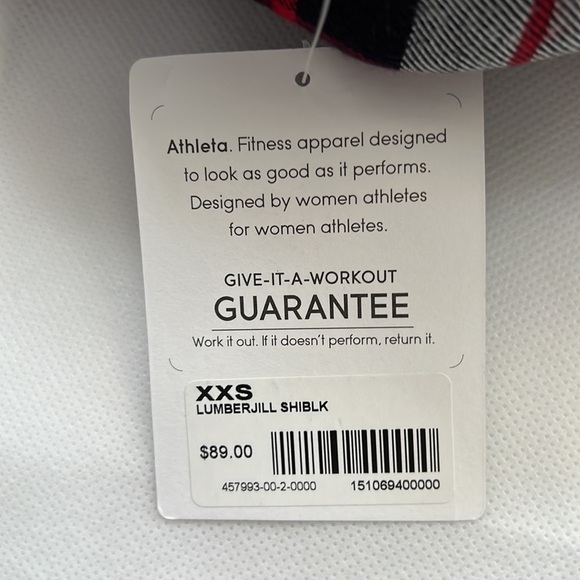 Athleta. Fitness apparel designed
to look as good as it performs.
Designed by women athletes
for women athletes.
GIVE-IT-A-WORKOUT
GUARANTEE
Work it out. If it doesn't perform, return it.
XXS
LUMBERJILL SHIBLK
$89.00
457993-00-2-0000 151069400000